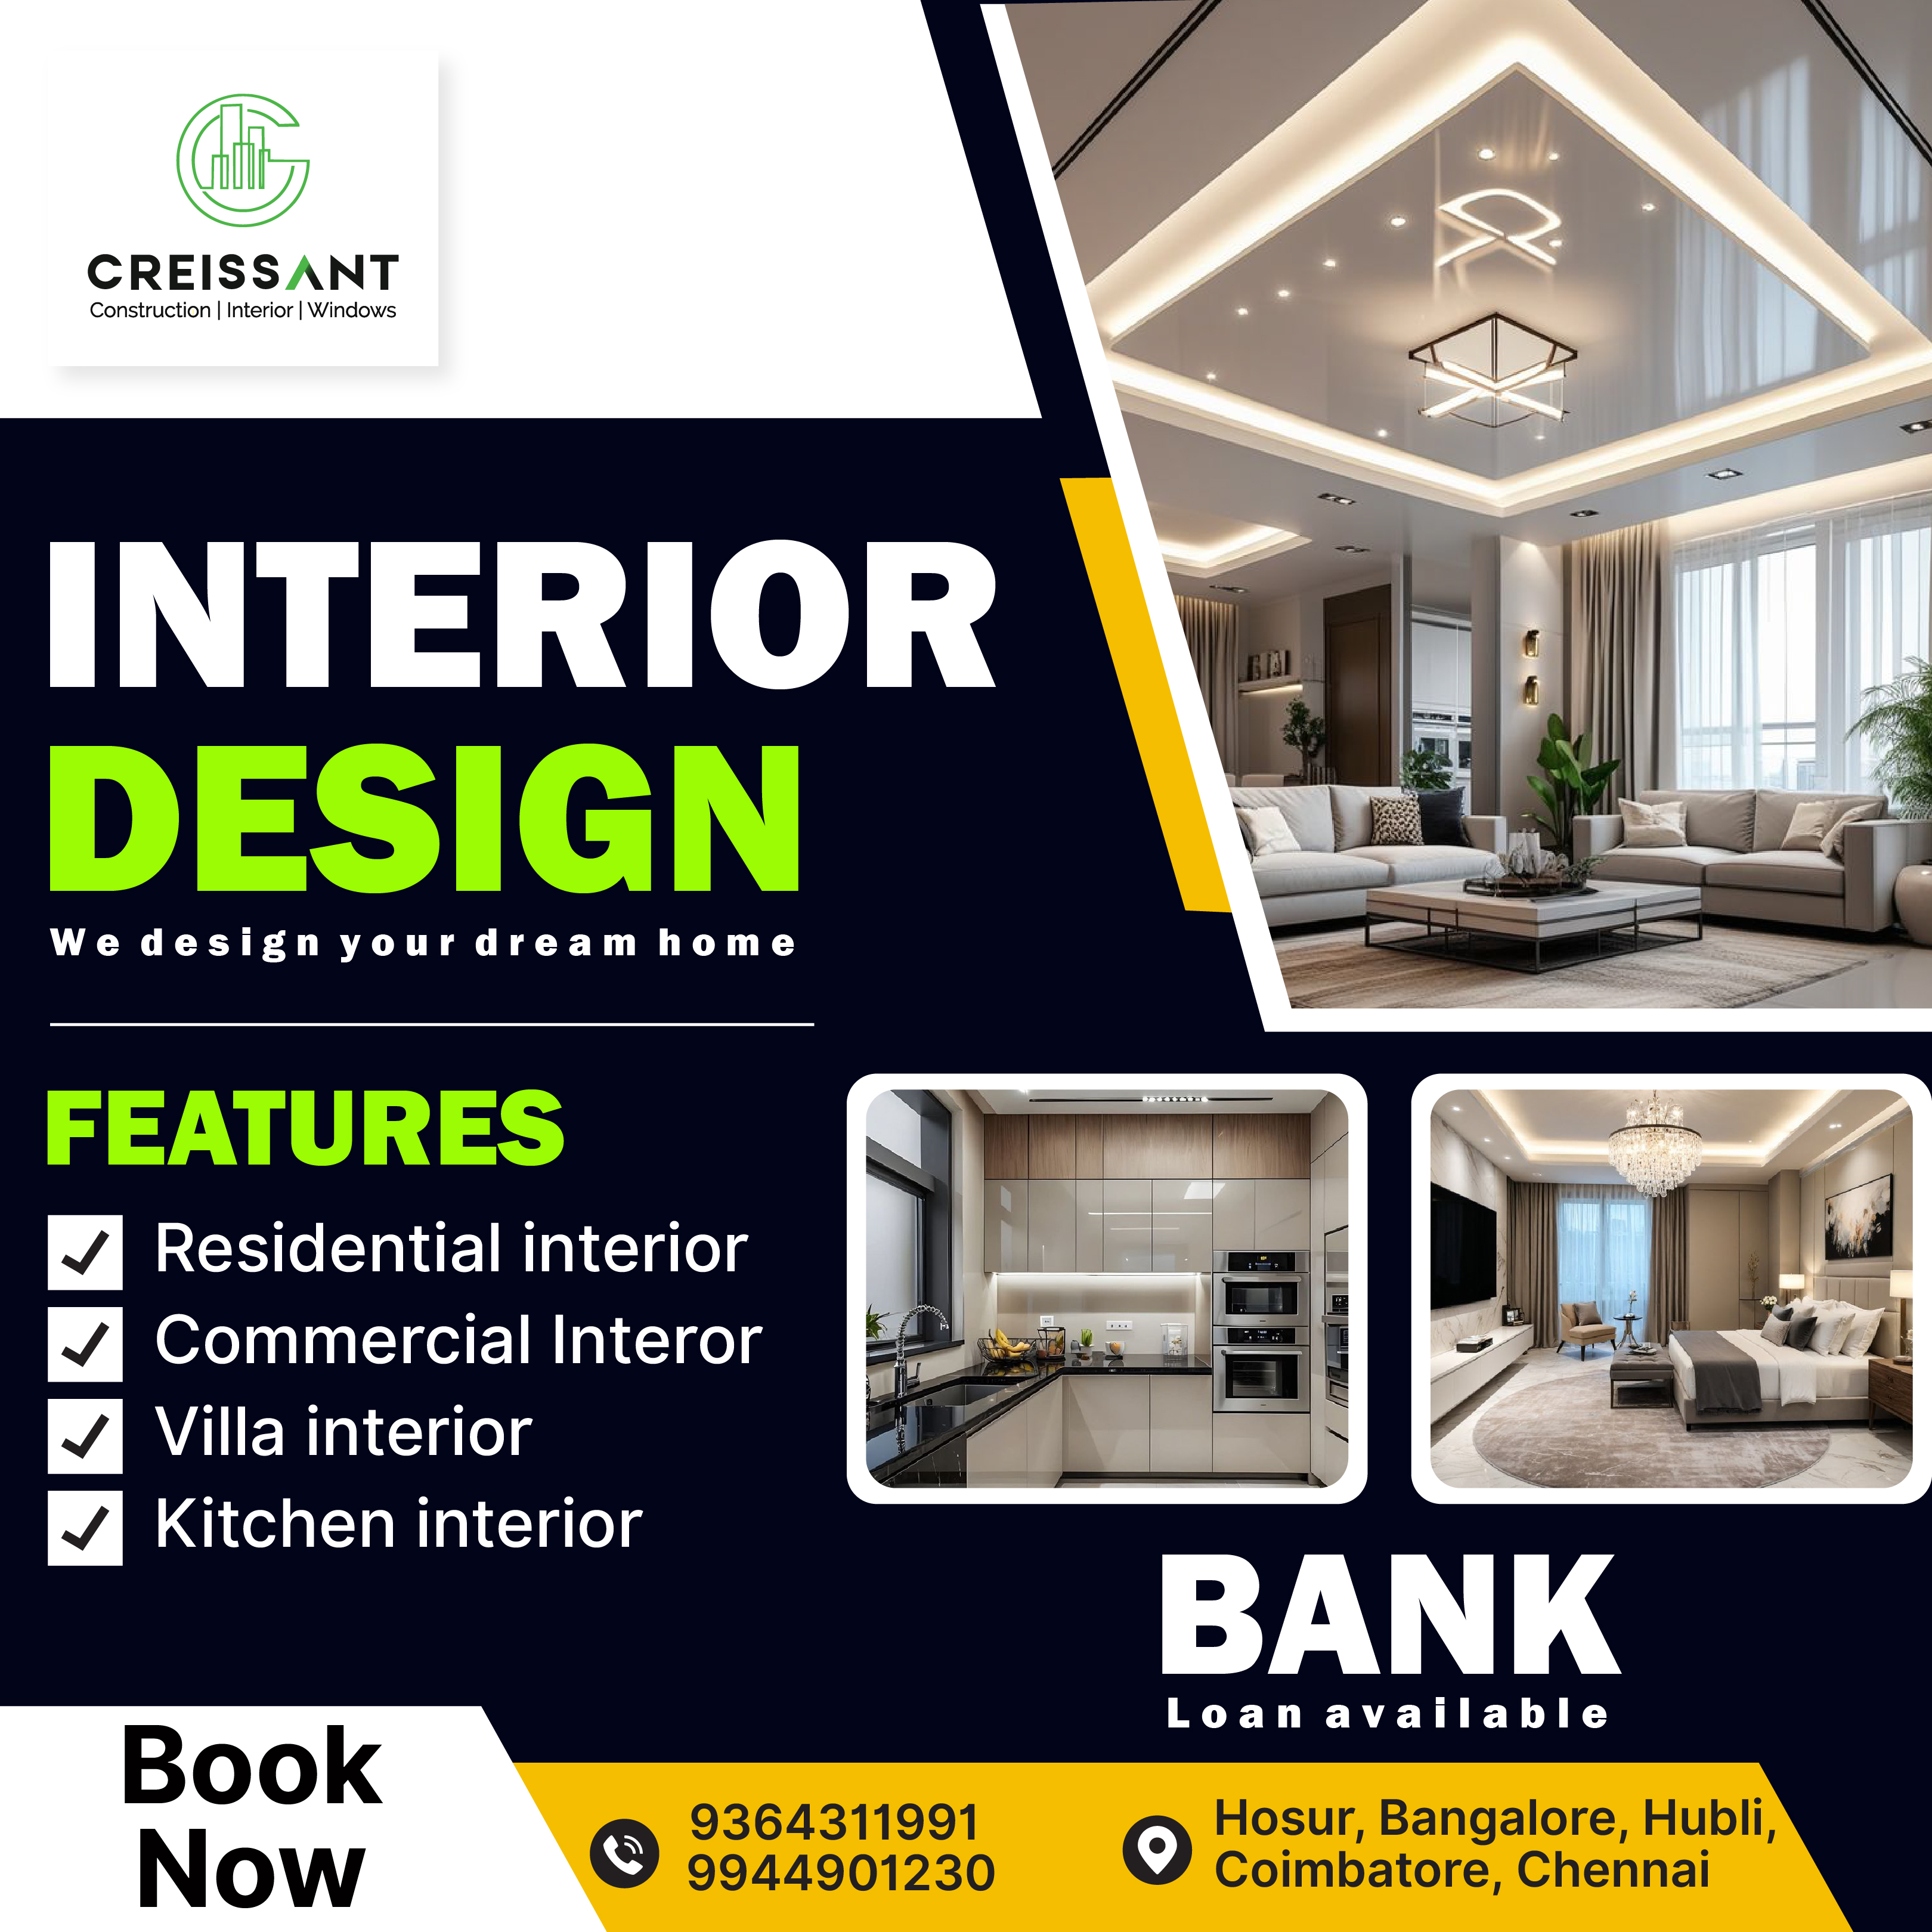 CREISSANT
Construction | Interior | Windows
INTERIOR
DESIGN
We design your dream home
FEATURES
Residential interior
Commercial Interor
Villa interior
Kitchen interior
BANK
Loan available
Book
Now
9364311991
9944901230
Hosur, Bangalore, Hubli,
Coimbatore, Chennai